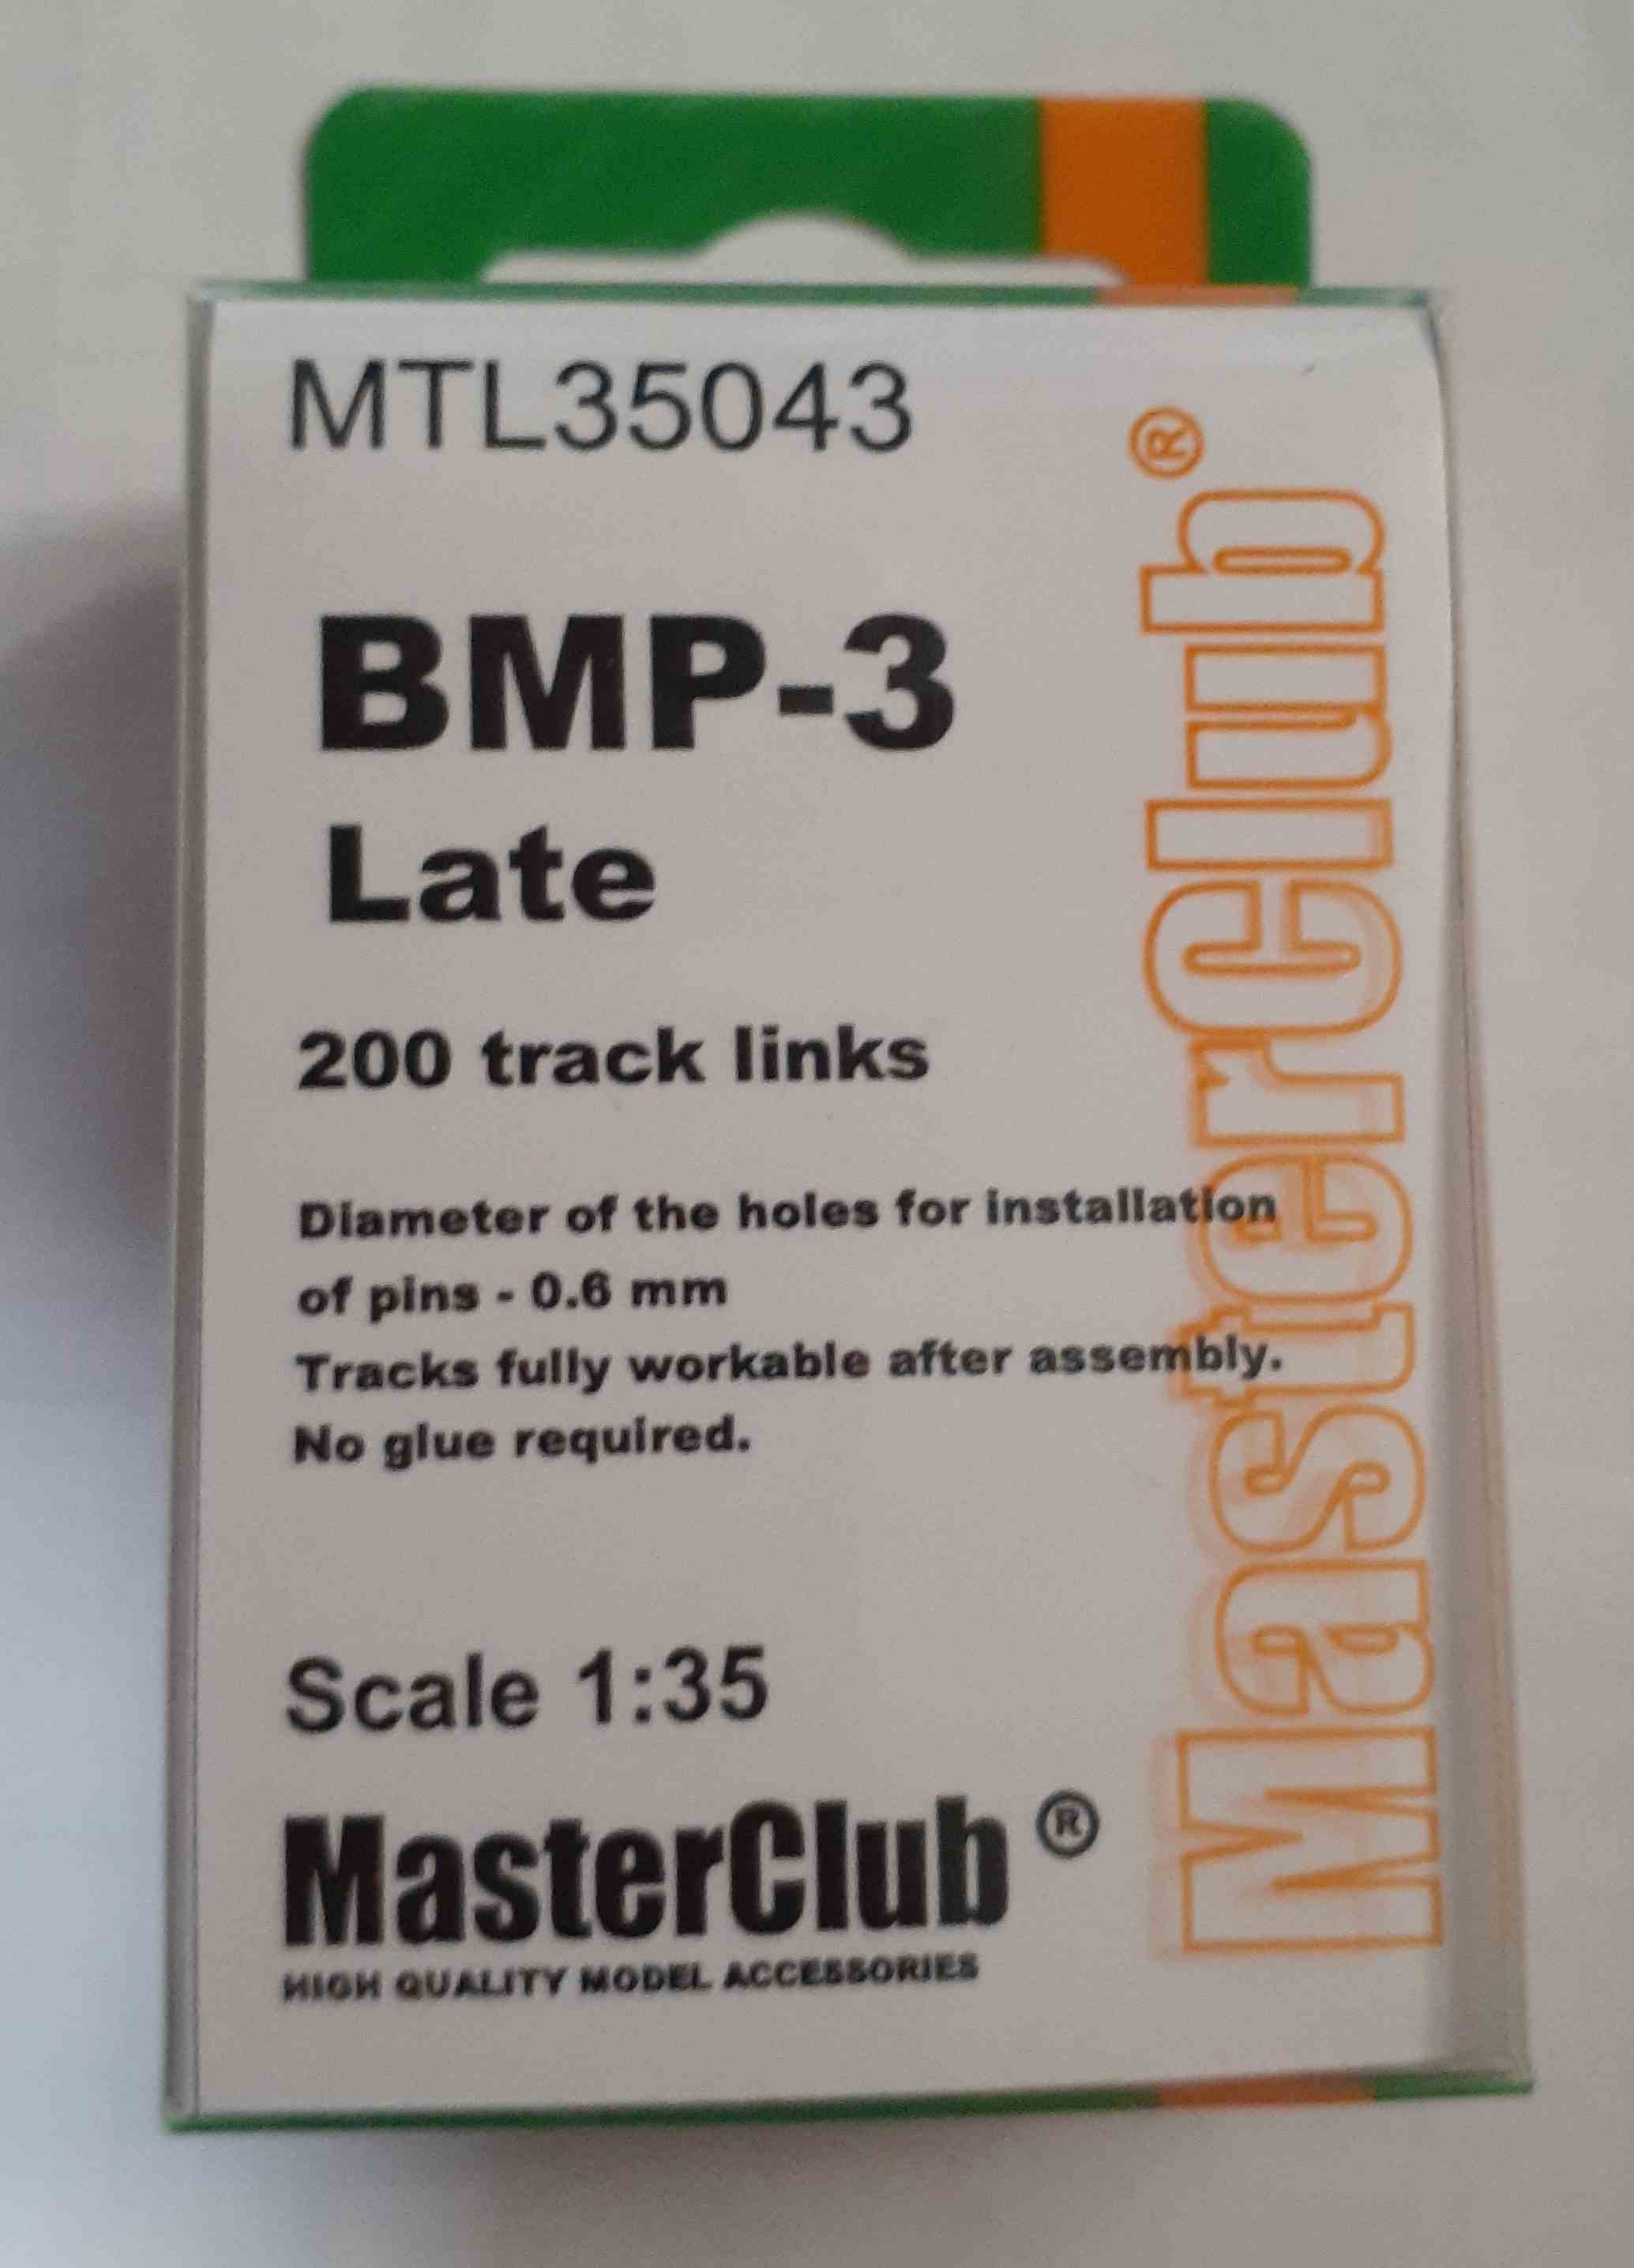 MTL35043
BMP-3
Late
200 track links
Diameter of the holes for installation
of pins - 0.6 mm
Tracks fully workable after assembly.
No glue required.
Scale 1:35
MasterClub ®
HIGH QUALITY MODEL ACCESSORIES
MasterClub ®